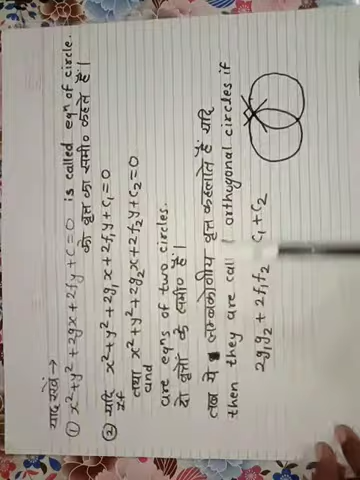 याद रखें →
① x²+y²+2gx+2fy+c=0 is called eqⁿ of circle.
को वृत्त का समी० कहते हैं।
② यदि x²+y²+2g₁x+2f₁y+c₁=0
If
तथा x²+y²+2g₂x+2f₂y+c₂=0
and
are eqⁿs of two circles.
दो वृत्तों के समी० हैं।
तब ये लम्बकोणीय वृत्त कहलाते हैं यदि
then they are call orthogonal circles if
2g₁g₂+2f₁f₂ c₁+c₂